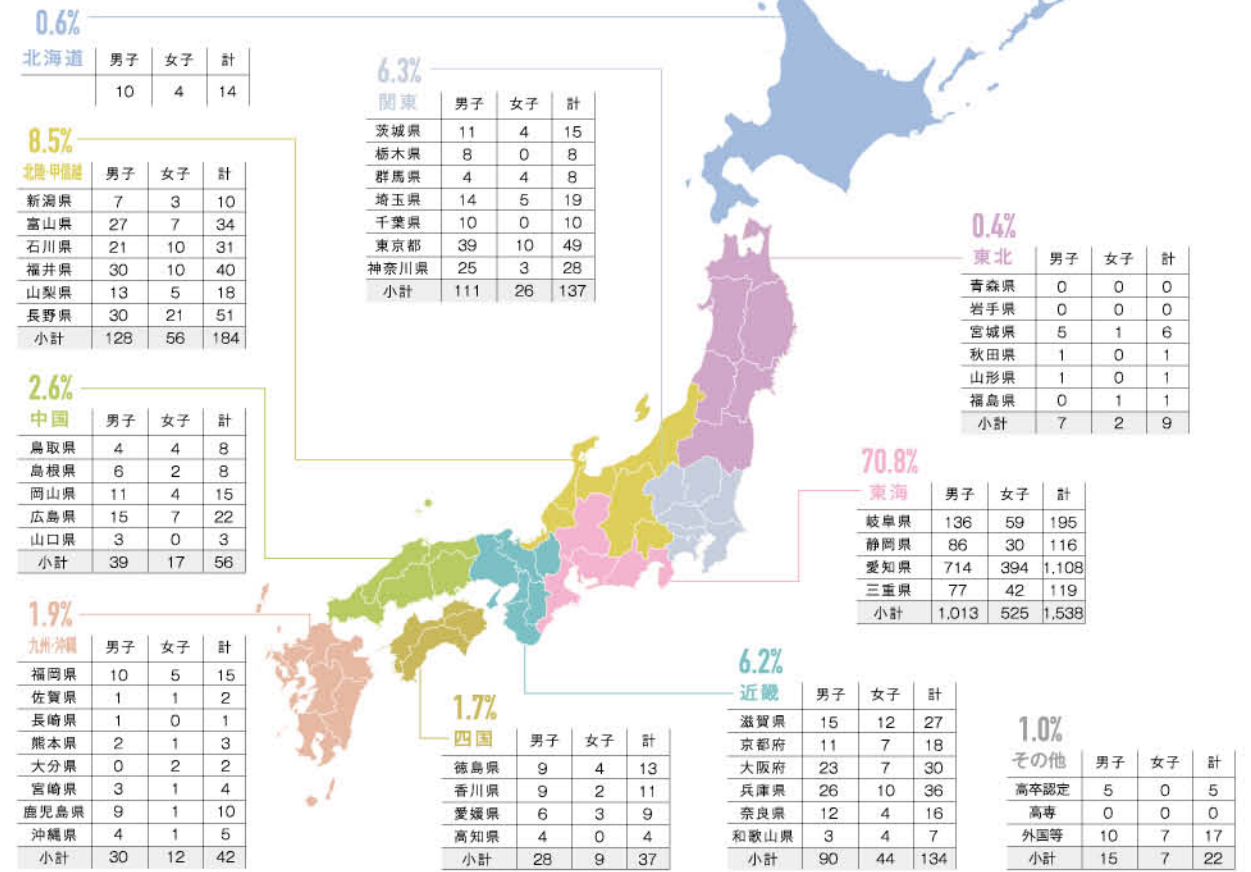 0.6%
北海道 男子 女子 計
10 4 14
8.5%
北陸・甲信越 男子 女子 計
新潟県 7 3 10
富山県 27 7 34
石川県 21 10 31
福井県 30 10 40
山梨県 13 5 18
長野県 30 21 51
小計 128 56 184
2.6%
中国 男子 女子 計
鳥取県 4 4 8
島根県 6 2 8
岡山県 11 4 15
広島県 15 7 22
山口県 3 0 3
小計 39 17 56
1.9%
九州・沖縄 男子 女子 計
福岡県 10 5 15
佐賀県 1 1 2
長崎県 1 0 1
熊本県 2 1 3
大分県 0 2 2
宮崎県 3 1 4
鹿児島県 9 1 10
沖縄県 4 1 5
小計 30 12 42
6.3%
関東 男子 女子 計
茨城県 11 4 15
栃木県 8 0 8
群馬県 4 4 8
埼玉県 14 5 19
千葉県 10 0 10
東京都 39 10 49
神奈川県 25 3 28
小計 111 26 137
0.4%
東北 男子 女子 計
青森県 0 0 0
岩手県 0 0 0
宮城県 5 1 6
秋田県 1 0 1
山形県 1 0 1
福島県 0 1 1
小計 7 2 9
70.8%
東海 男子 女子 計
岐阜県 136 59 195
静岡県 86 30 116
愛知県 714 394 1,108
三重県 77 42 119
小計 1,013 525 1,538
1.7%
四国 男子 女子 計
徳島県 9 4 13
香川県 9 2 11
愛媛県 6 3 9
高知県 4 0 4
小計 28 9 37
6.2%
近畿 男子 女子 計
滋賀県 15 12 27
京都府 11 7 18
大阪府 23 7 30
兵庫県 26 10 36
奈良県 12 4 16
和歌山県 3 4 7
小計 90 44 134
1.0%
その他 男子 女子 計
高卒認定 5 0 5
高専 0 0 0
外国等 10 7 17
小計 15 7 22